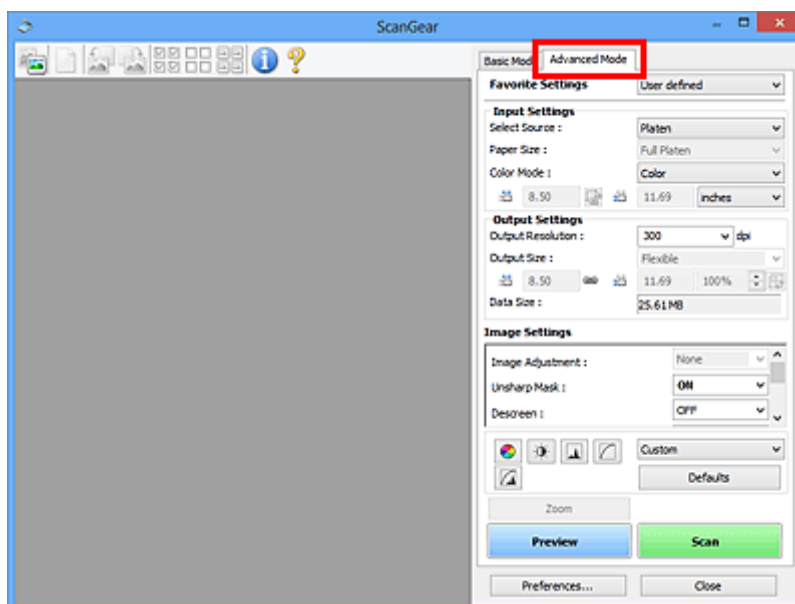 ScanGear
Basic Mod Advanced Mode
Favorite Settings User defined
Input Settings
Select Source : Platen
Paper Size : Full Platen
Color Mode : Color
8.50 11.69 inches
Output Settings
Output Resolution : 300 dpi
Output Size : Flexible
8.50 11.69 100%
Data Size : 25.61MB
Image Settings
Image Adjustment : None
Unsharp Mask : ON
Descreen : OFF
Custom
Defaults
Zoom
Preview Scan
Preferences... Close